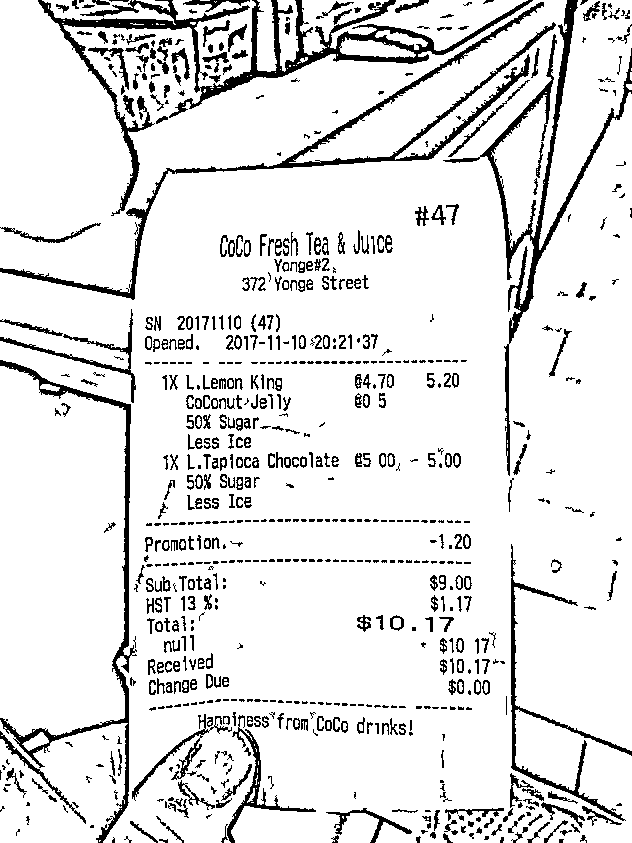 #47
CoCo Fresh Tea & Juice
Yonge#2
372 Yonge Street
SN 20171110 (47)
Opened. 2017-11-10 20:21:37
1X L.Lemon King @4.70 5.20
CoConut Jelly @0.5
50% Sugar
Less Ice
1X L.Tapioca Chocolate @5.00 5.00
50% Sugar
Less Ice
Promotion. -1.20
Sub Total: $9.00
HST 13 %: $1.17
Total: $10.17
null $10.17
Received $10.17
Change Due $0.00
Happiness from CoCo drinks!